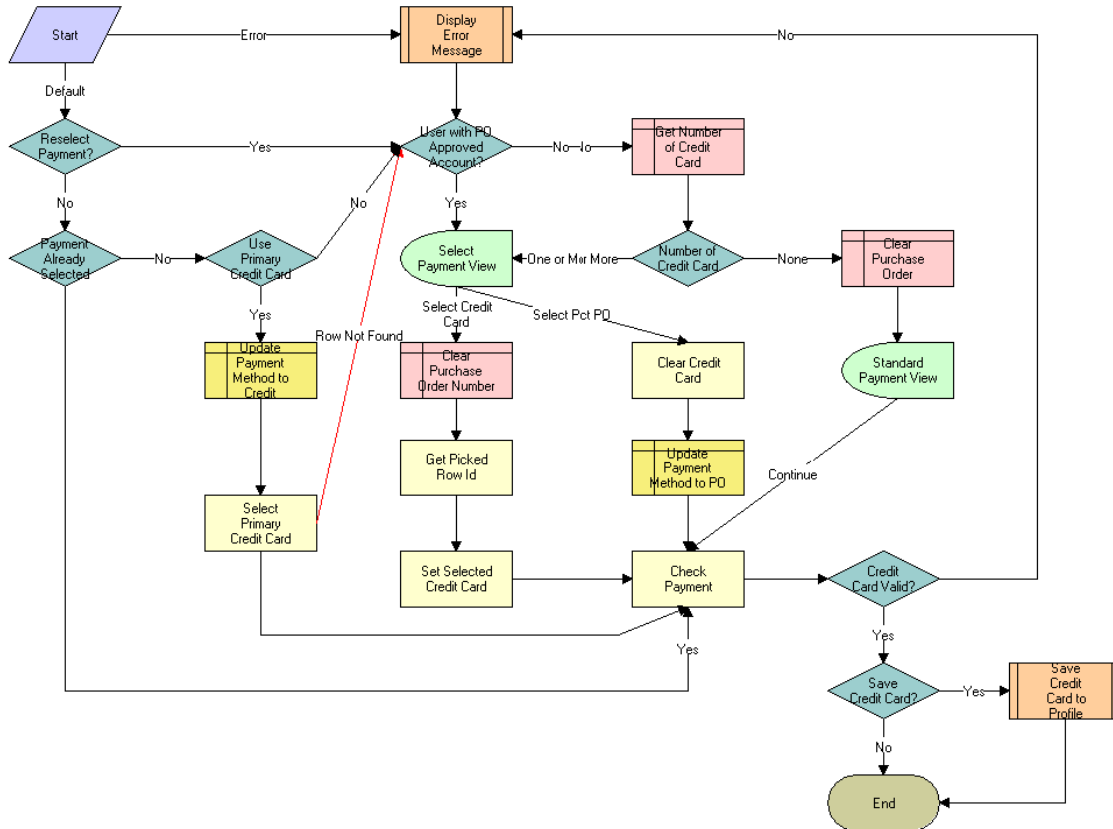 Start
Error
Display
Error
Message
No
Default
Reselect
Payment?
Yes
User with PO
Approved
Account?
No
Get Number
of Credit
Card
No
No
Yes
Payment
Already
Selected
No
Use
Primary
Credit Card
Select
Payment View
One or
More
Number of
Credit Card
None
Clear
Purchase
Order
Yes
Select Credit
Card
Select
PO
Row Not Found
Update
Payment
Method to
Credit
Clear
Purchase
Order Number
Clear Credit
Card
Standard
Payment View
Get Picked
Row Id
Update
Payment
Method to PO
Continue
Select
Primary
Credit Card
Set Selected
Credit Card
Check
Payment
Credit
Card Valid?
Yes
Yes
Save
Credit Card?
Yes
Save
Credit
Card to
Profile
No
End